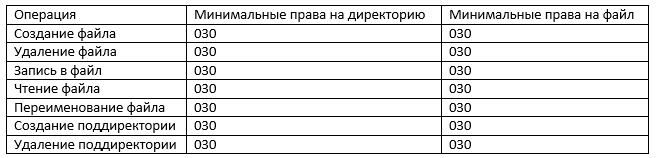 Операция Минимальные права на директорию Минимальные права на файл
Создание файла 030 030
Удаление файла 030 030
Запись в файл 030 030
Чтение файла 030 030
Переименование файла 030 030
Создание поддиректории 030 030
Удаление поддиректории 030 030